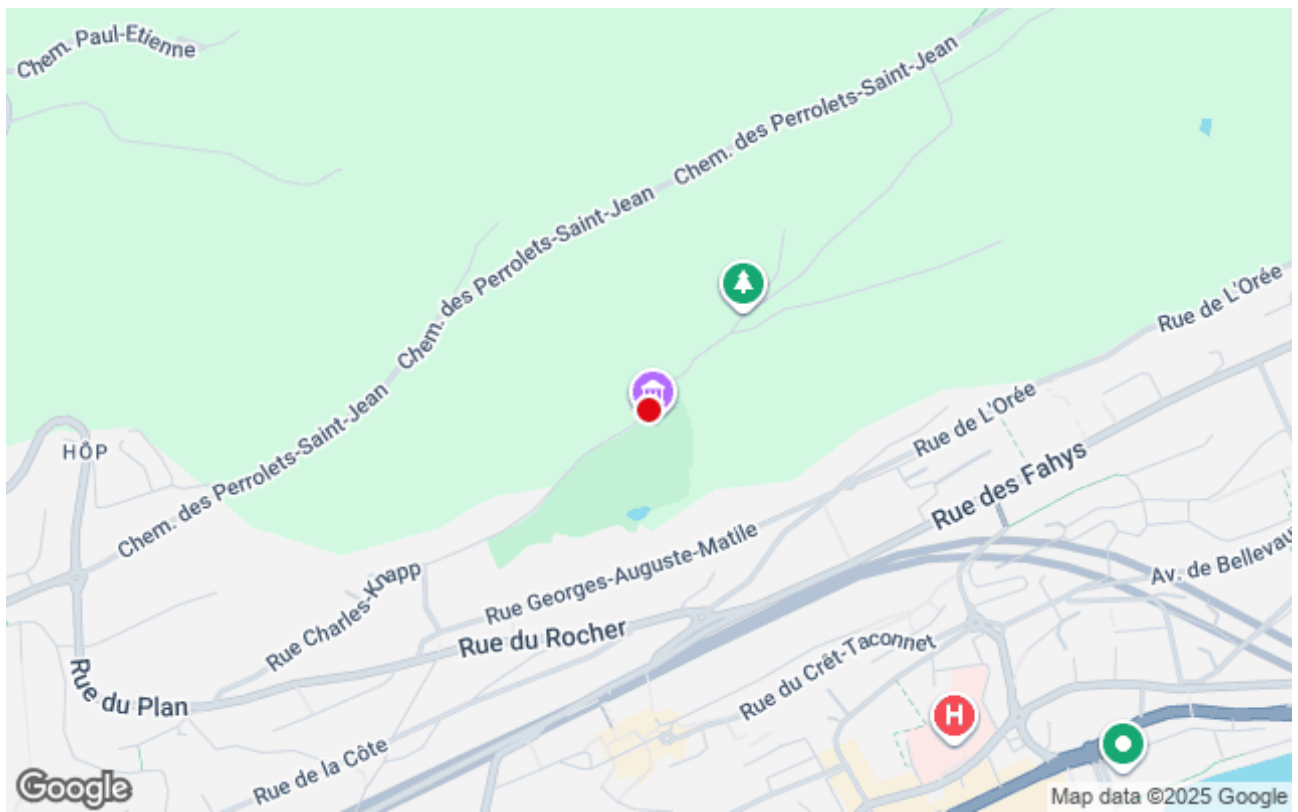 Chem. Paul-Etienne
Chem. des Perrolets-Saint-Jean
Chem. des Perrolets-Saint-Jean
Chem. des Perrolets-Saint-Jean
Chem. des Perrolets-Saint-Jean
Rue de L'Orée
Rue de L'Orée
HÔP
Rue des Fahys
Rue Georges-Auguste-Matile
Av. de Bellevau
Rue Charles-Knapp
Rue du Rocher
Rue du Plan
Rue du Crêt-Taconnet
H
Rue de la Côte
Google
Map data ©2025 Google